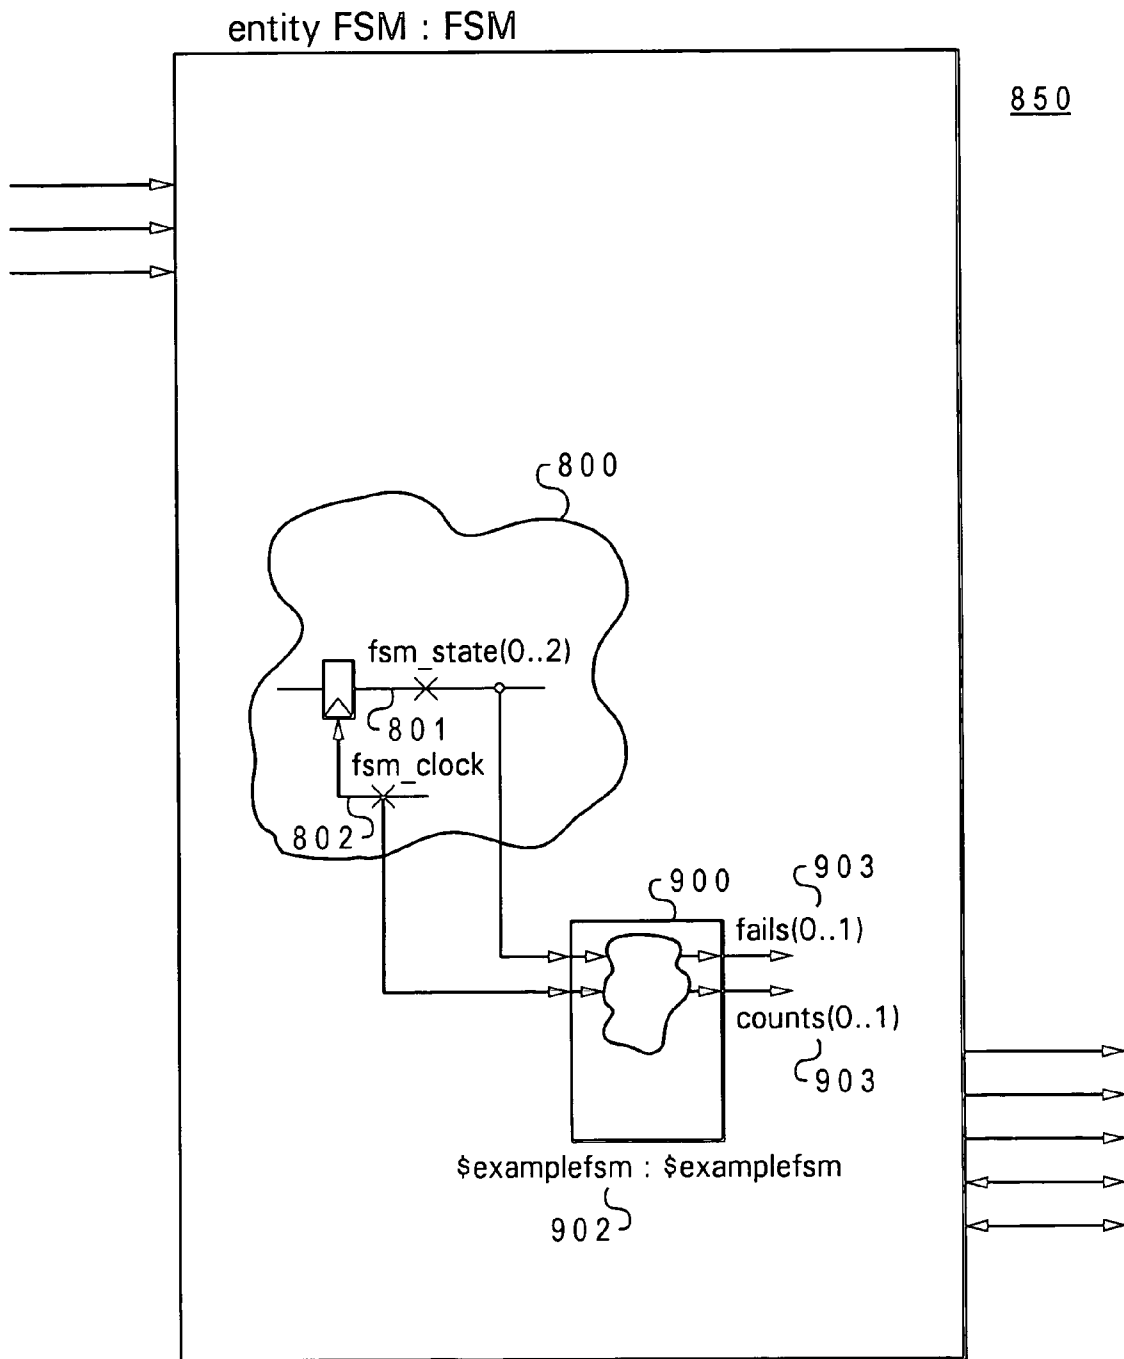 entity FSM : FSM
850
800
fsm_state(0..2)
801
fsm_clock
802
903
900
fails(0..1)
counts(0..1)
903
$examplefsm : $examplefsm
902